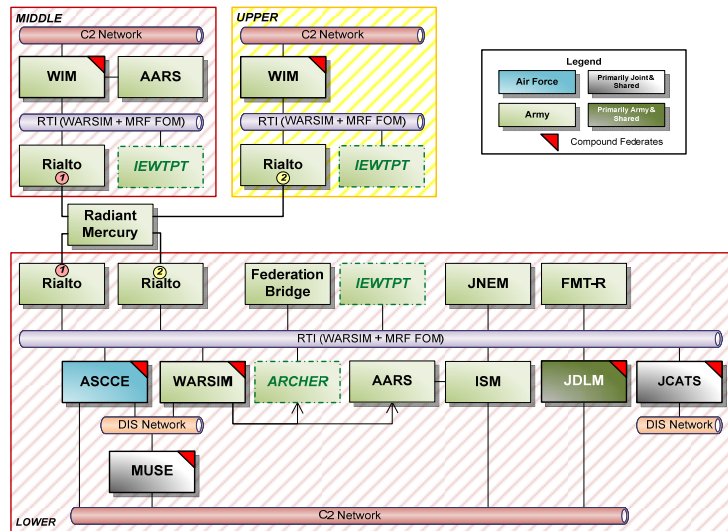 MIDDLE
C2 Network
WIM
AARS
RTI (WARSIM + MRF FOM)
Rialto
1
IEWTPT
UPPER
C2 Network
WIM
RTI (WARSIM + MRF FOM)
Rialto
2
IEWTPT
Legend
Air Force
Primarily Joint &
Shared
Army
Primarily Army &
Shared
Compound Federates
Radiant
Mercury
1
Rialto
2
Rialto
Federation
Bridge
IEWTPT
JNEM
FMT-R
RTI (WARSIM + MRF FOM)
ASCCE
WARSIM
ARCHER
AARS
ISM
JDLM
JCATS
DIS Network
DIS Network
MUSE
C2 Network
LOWER